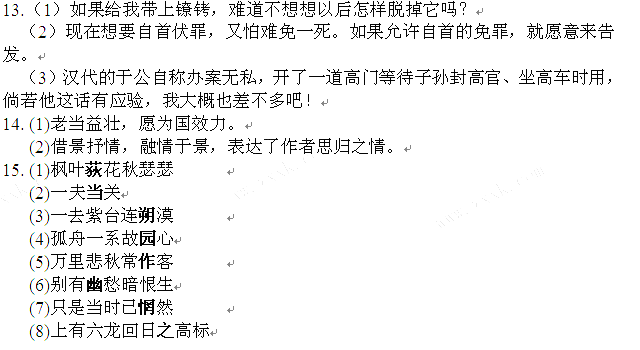 13.（1）如果给我带上镣铐，难道不想想以后怎样脱掉它吗？
（2）现在想要自首伏罪，又怕难免一死。如果允许自首的免罪，就愿意来告
发。
（3）汉代的于公自称办案无私，开了一道高门等待子孙封高官、坐高车时用，
倘若他这话有应验，我大概也差不多吧！
14. (1)老当益壮，愿为国效力。
(2)借景抒情，融情于景，表达了作者思归之情。
15. (1)枫叶荻花秋瑟瑟
(2)一夫当关
(3)一去紫台连朔漠
(4)孤舟一系故园心
(5)万里悲秋常作客
(6)别有幽愁暗恨生
(7)只是当时已惘然
(8)上有六龙回日之高标